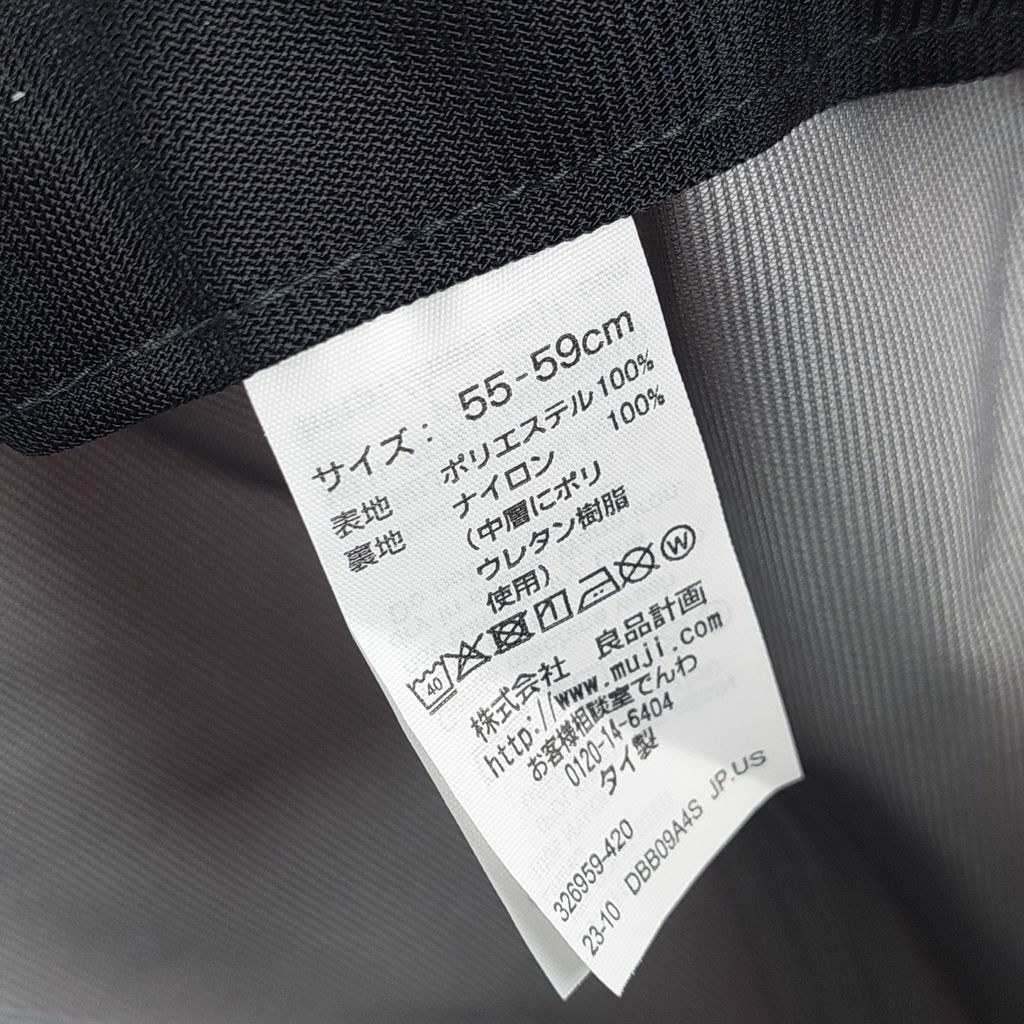 サイズ: 55-59cm
表地 ポリエステル 100%
裏地 ナイロン 100%
(中層にポリ
ウレタン樹脂
使用)
40 W
株式会社 良品計画
http://www.muji.com
お客様相談室でんわ
0120-14-6404
タイ製
326959-420
23-10 DBB09A4S JP.US